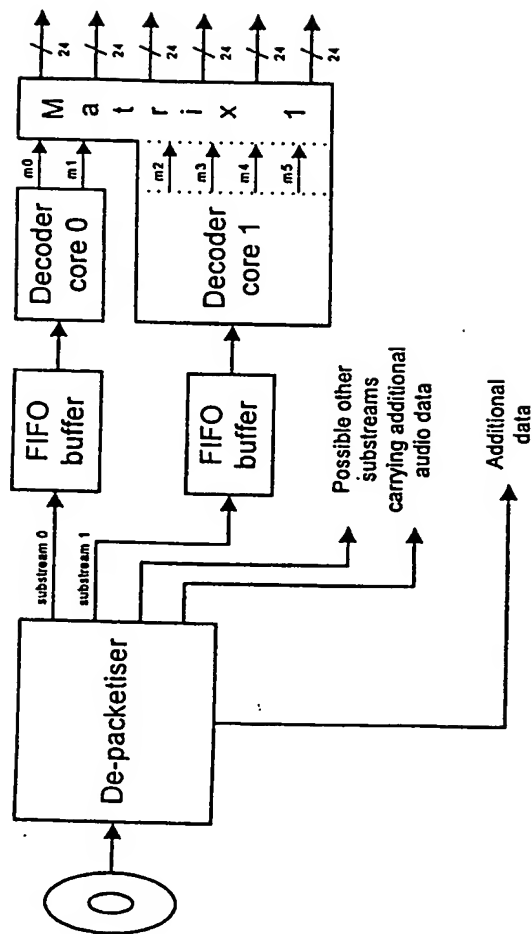 De-packetiser
substream 0
substream 1
FIFO
buffer
FIFO
buffer
Decoder
core 0
Decoder
core 1
m0
m1
m2
m3
m4
m5
Matrix 1
24
24
24
24
24
24
Possible other
substreams
carrying additional
audio data
Additional
data